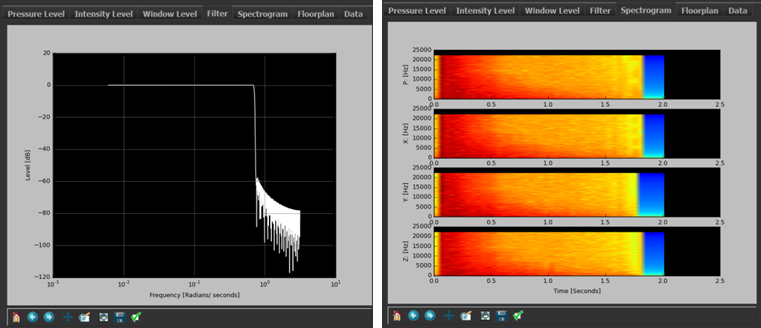 Pressure Level Intensity Level Window Level Filter Spectrogram Floorplan Data
20
0
−20
−40
−60
−80
−100
−120
Level [dB]
10^-3 10^-2 10^-1 10^0 10^1
Frequency [Radians/ seconds]
Pressure Level Intensity Level Window Level Filter Spectrogram Floorplan Data
25000
20000
15000
10000
5000
0
P: [Hz]
0.0 0.5 1.0 1.5 2.0 2.5
25000
20000
15000
10000
5000
0
X: [Hz]
0.0 0.5 1.0 1.5 2.0 2.5
25000
20000
15000
10000
5000
0
Y: [Hz]
0.0 0.5 1.0 1.5 2.0 2.5
25000
20000
15000
10000
5000
0
Z: [Hz]
0.0 0.5 1.0 1.5 2.0 2.5
Time [Seconds]